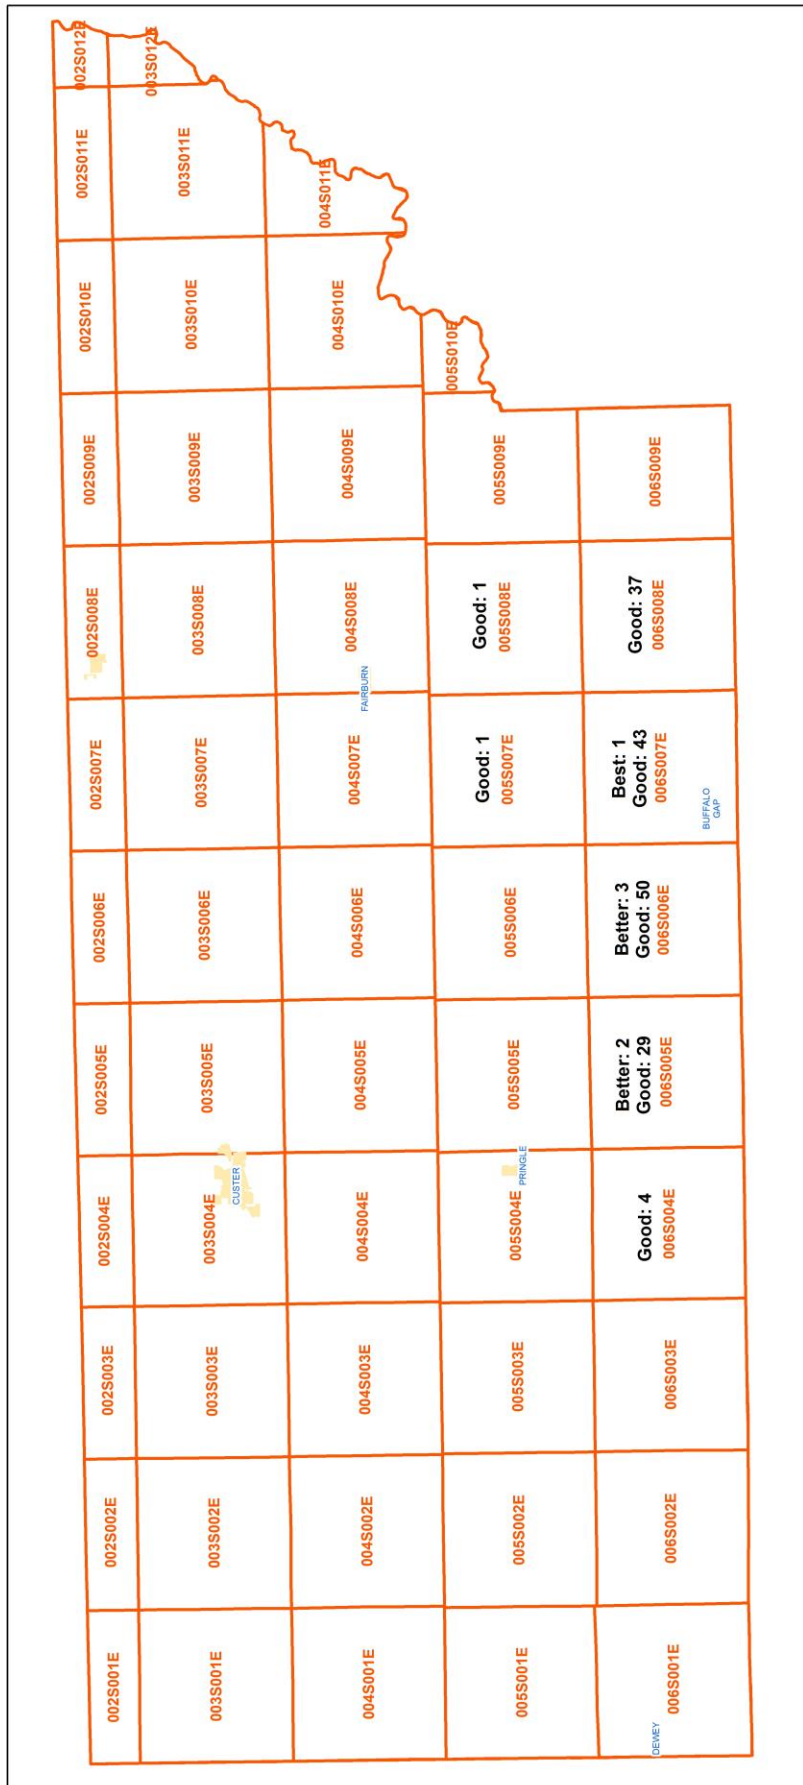 002S001E
002S002E
002S003E
002S004E
002S005E
002S006E
002S007E
002S008E
002S009E
002S010E
002S011E
002S012E
003S001E
003S002E
003S003E
003S004E
CUSTER
003S005E
003S006E
003S007E
003S008E
003S009E
003S010E
003S011E
003S012E
004S001E
004S002E
004S003E
004S004E
004S005E
004S006E
004S007E
FAIRBURN
004S008E
004S009E
004S010E
004S011E
005S001E
005S002E
005S003E
005S004E
PRINGLE
005S005E
005S006E
Good: 1
005S007E
Good: 1
005S008E
005S009E
005S010E
DEWEY
006S001E
006S002E
006S003E
Good: 4
006S004E
Better: 2
Good: 29
006S005E
Better: 3
Good: 50
006S006E
Best: 1
Good: 43
006S007E
BUFFALO
GAP
Good: 37
006S008E
006S009E